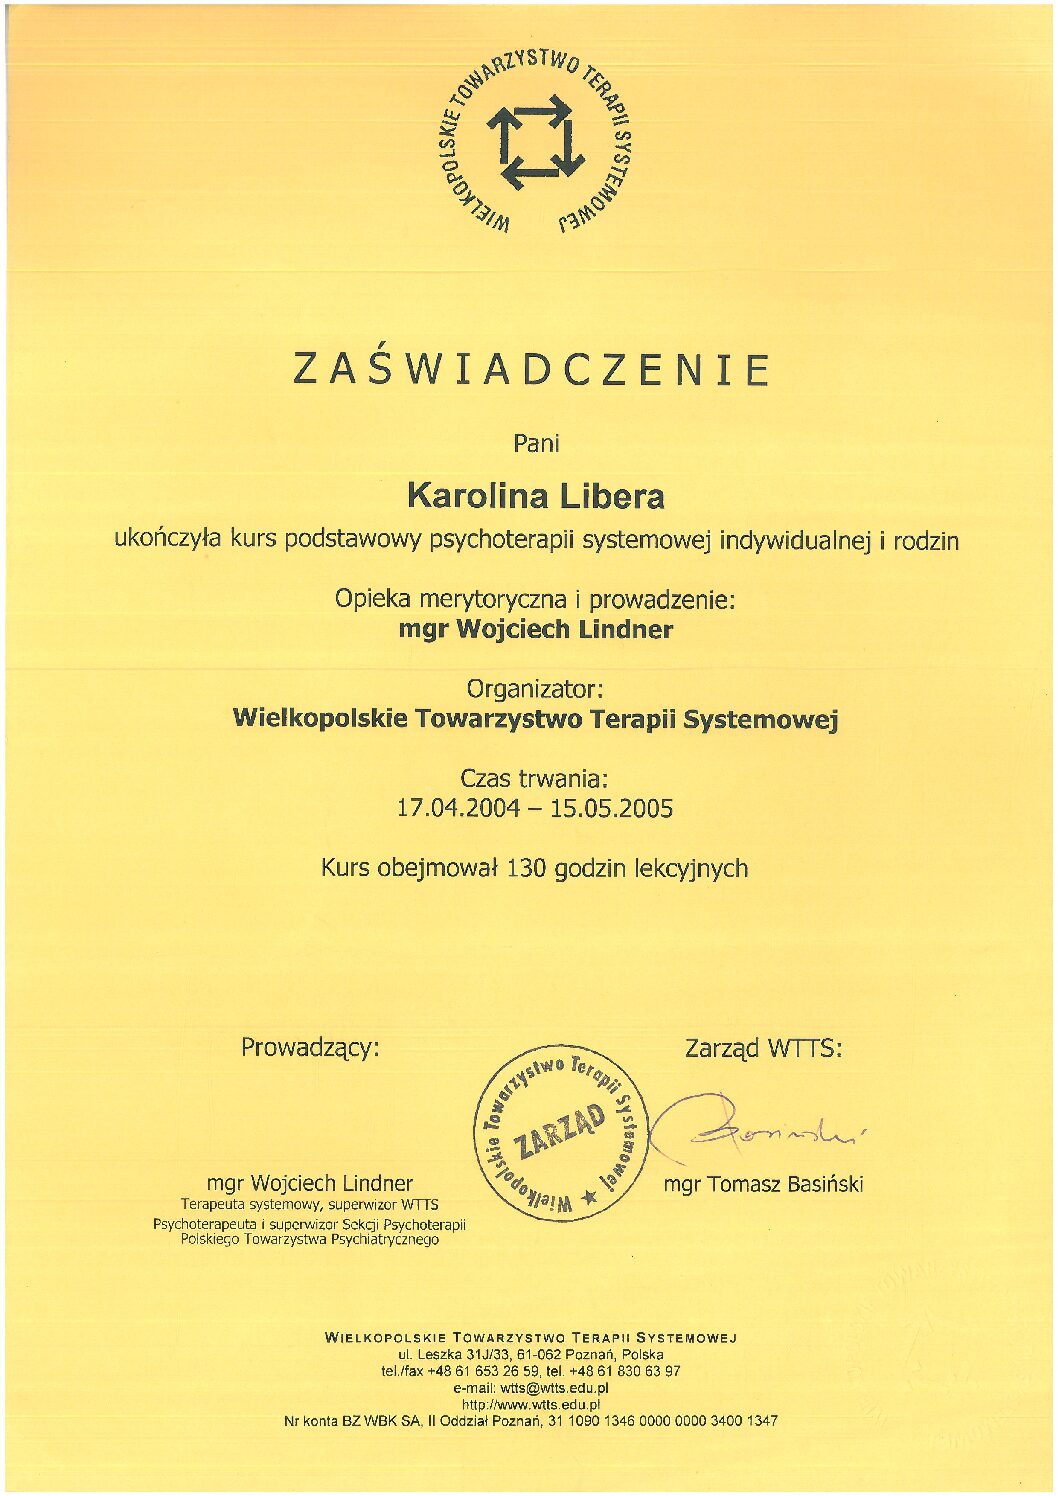 WIELKOPOLSKIE TOWARZYSTWO TERAPII SYSTEMOWEJ
ZAŚWIADCZENIE
Pani
Karolina Libera
ukończyła kurs podstawowy psychoterapii systemowej indywidualnej i rodzin
Opieka merytoryczna i prowadzenie:
mgr Wojciech Lindner
Organizator:
Wielkopolskie Towarzystwo Terapii Systemowej
Czas trwania:
17.04.2004 – 15.05.2005
Kurs obejmował 130 godzin lekcyjnych
Prowadzący:
Zarząd WTTS:
Wielkopolskie Towarzystwo Terapii Systemowej
ZARZĄD
mgr Wojciech Lindner
Terapeuta systemowy, superwizor WTTS
Psychoterapeuta i superwizor Sekcji Psychoterapii
Polskiego Towarzystwa Psychiatrycznego
mgr Tomasz Basiński
WIELKOPOLSKIE TOWARZYSTWO TERAPII SYSTEMOWEJ
ul. Leszka 31J/33, 61-062 Poznań, Polska
tel./fax +48 61 653 26 59, tel. +48 61 830 63 97
e-mail: wtts@wtts.edu.pl
http://www.wtts.edu.pl
Nr konta BZ WBK SA, II Oddział Poznań, 31 1090 1346 0000 0000 3400 1347